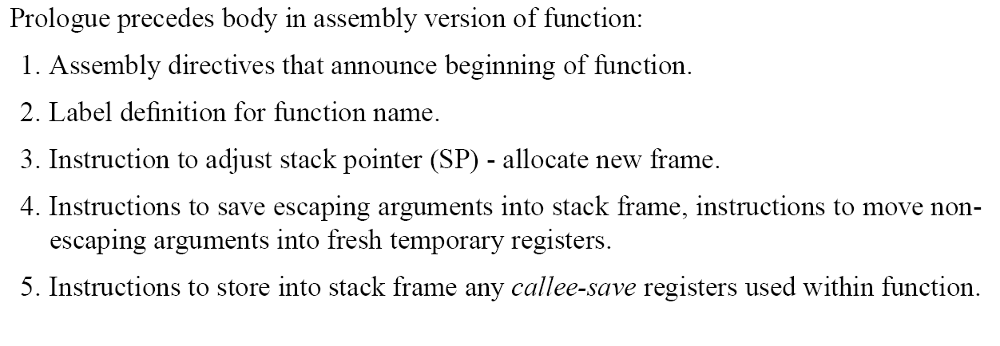 Prologue precedes body in assembly version of function:
1. Assembly directives that announce beginning of function.
2. Label definition for function name.
3. Instruction to adjust stack pointer (SP) - allocate new frame.
4. Instructions to save escaping arguments into stack frame, instructions to move non-
escaping arguments into fresh temporary registers.
5. Instructions to store into stack frame any callee-save registers used within function.